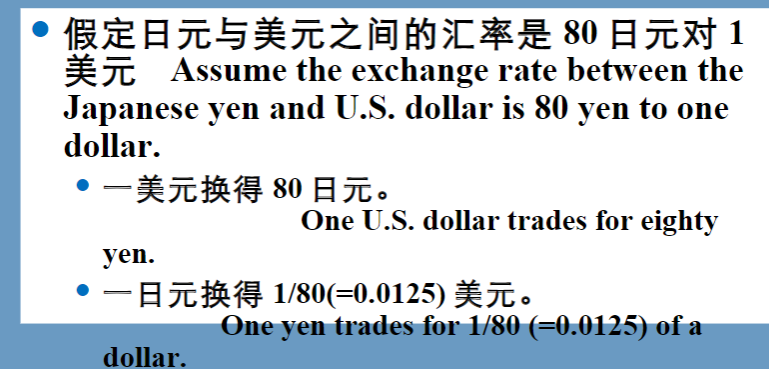 假定日元与美元之间的汇率是 80 日元对 1
美元 Assume the exchange rate between the
Japanese yen and U.S. dollar is 80 yen to one
dollar.
一美元换得 80 日元。
One U.S. dollar trades for eighty
yen.
一日元换得 1/80(=0.0125) 美元。
One yen trades for 1/80 (=0.0125) of a
dollar.